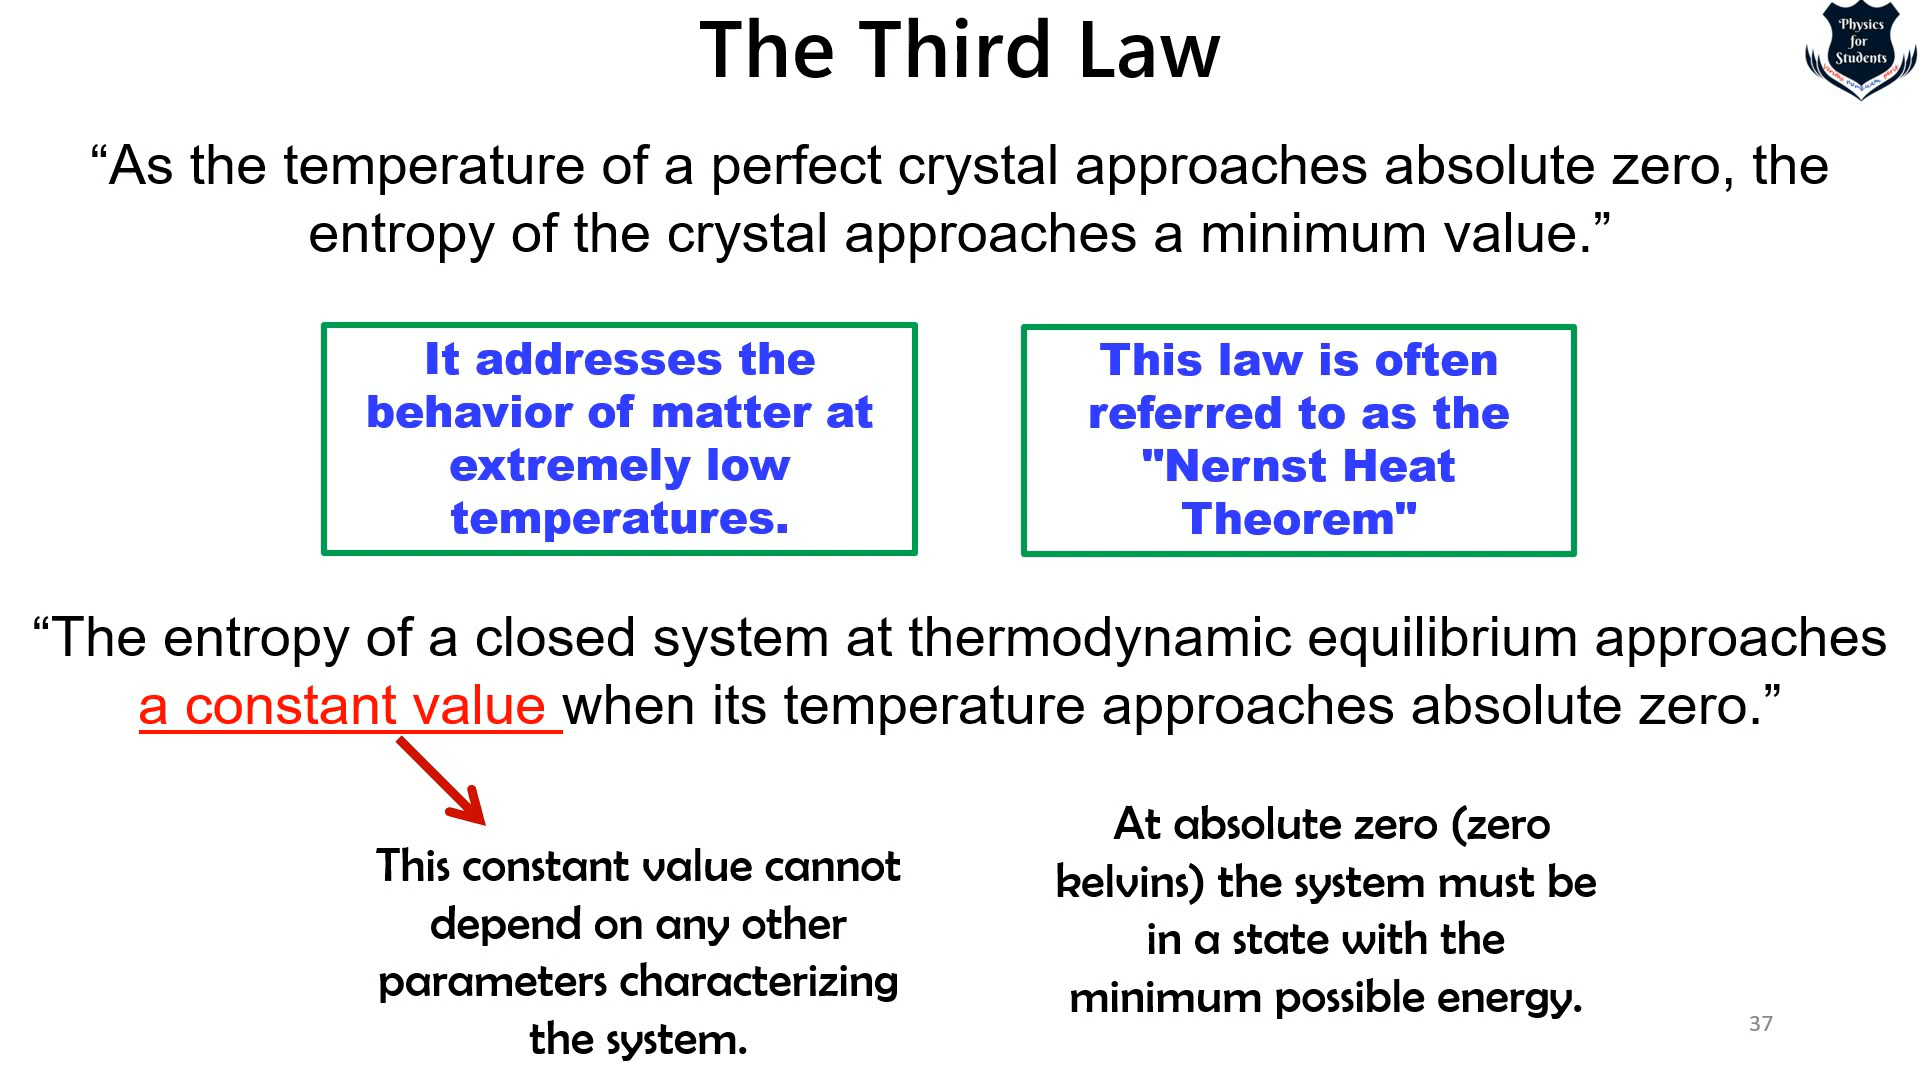 The Third Law
Physics
for
Students
“As the temperature of a perfect crystal approaches absolute zero, the
entropy of the crystal approaches a minimum value.”
It addresses the
behavior of matter at
extremely low
temperatures.
This law is often
referred to as the
"Nernst Heat
Theorem"
“The entropy of a closed system at thermodynamic equilibrium approaches
a constant value when its temperature approaches absolute zero.”
This constant value cannot
depend on any other
parameters characterizing
the system.
At absolute zero (zero
kelvins) the system must be
in a state with the
minimum possible energy.
37